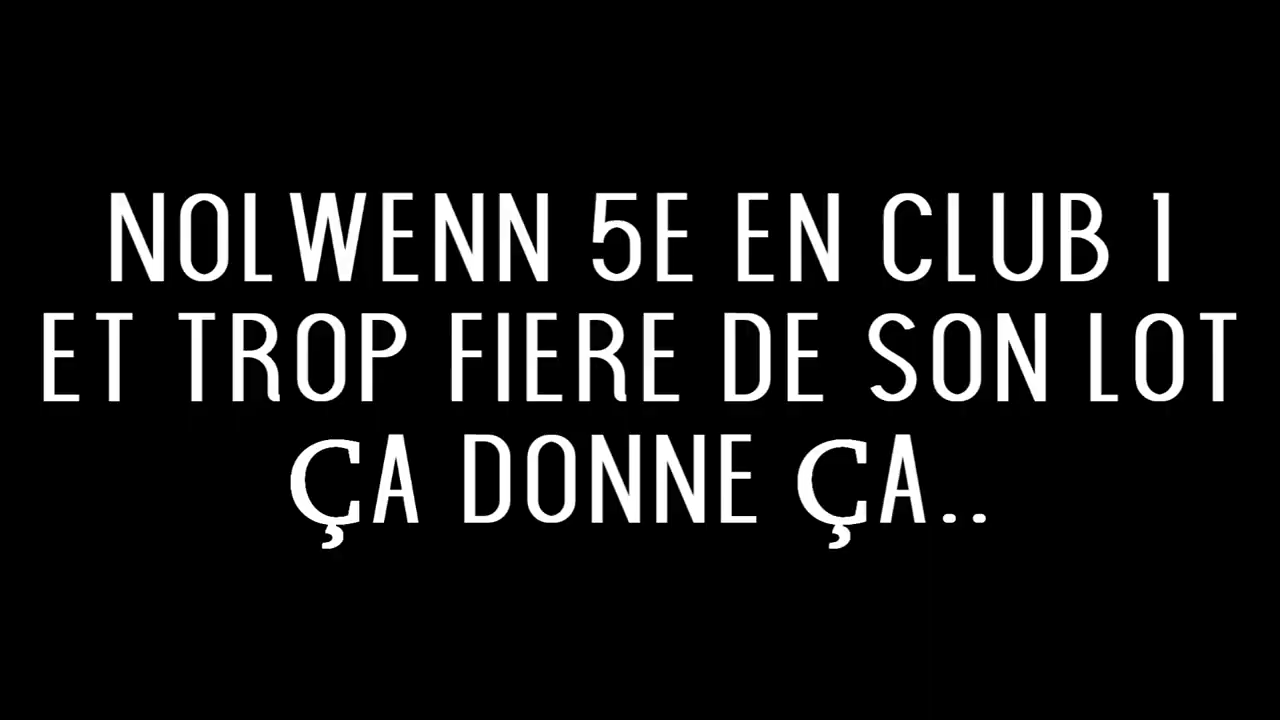 NOLWENN 5E EN CLUB 1
ET TROP FIERE DE SON LOT
ÇA DONNE ÇA..